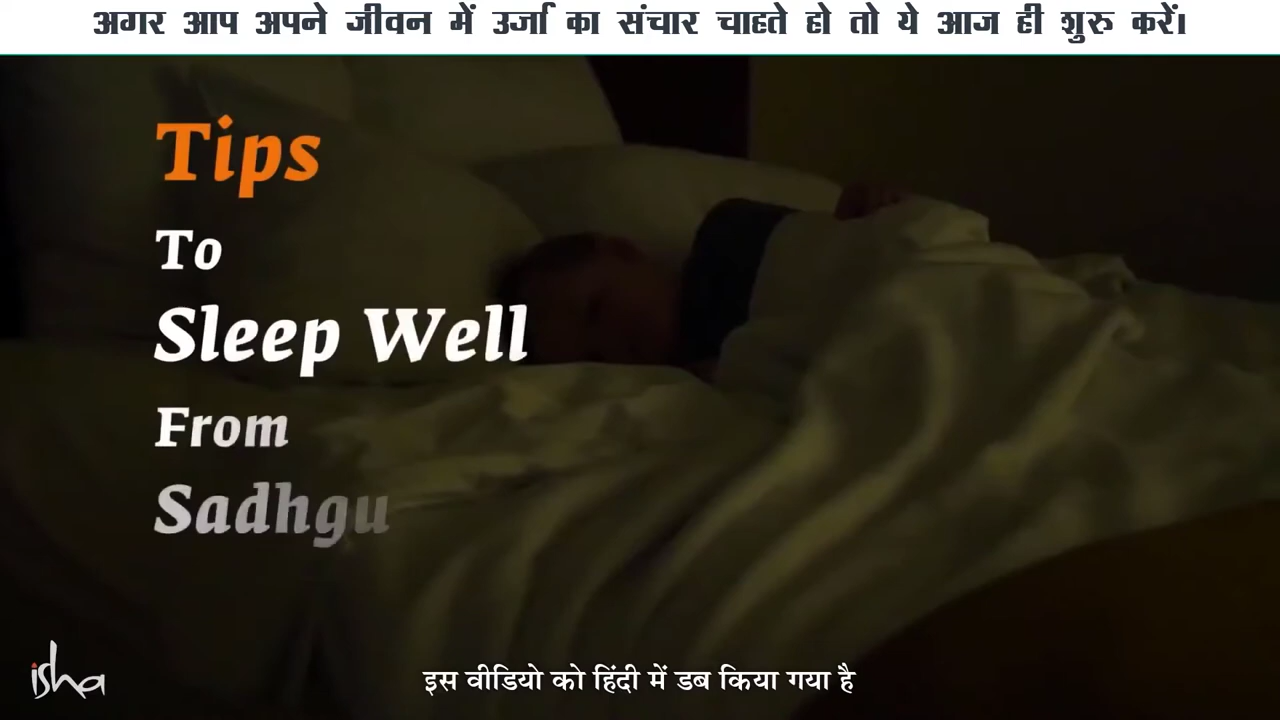 अगर आप अपने जीवन में उर्जा का संचार चाहते हो तो ये आज ही शुरु करें।
Tips
To
Sleep Well
From
Sadhgu
isha
इस वीडियो को हिंदी में डब किया गया है